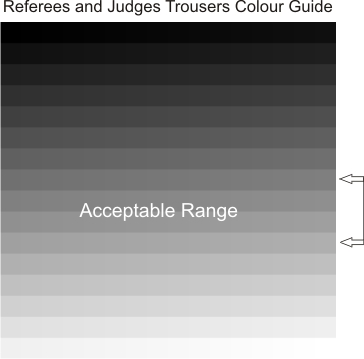 Referees and Judges Trousers Colour Guide
Acceptable Range